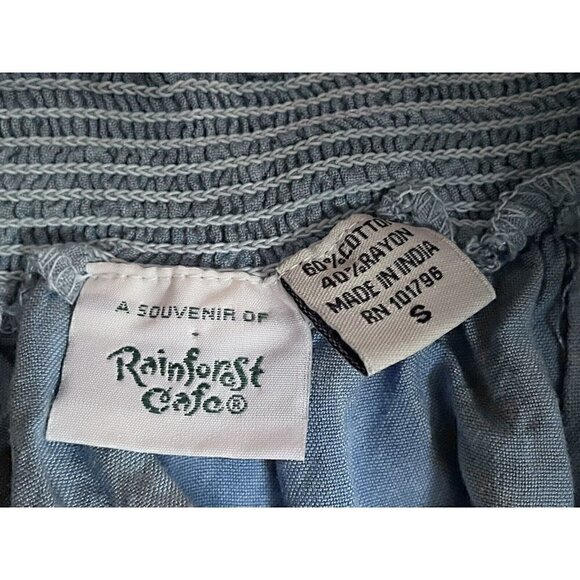 A SOUVENIR OF
Rainforest
Cafe®
60% COTTON
40% RAYON
MADE IN INDIA
RN 101796
S